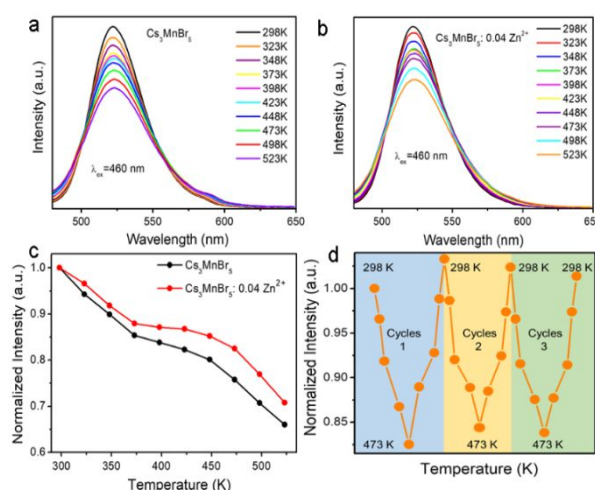 a
Cs₃MnBr₅
298K
323K
348K
373K
398K
423K
448K
473K
498K
523K
λex=460 nm
Intensity (a.u.)
500 550 600 650
Wavelength (nm)
b
Cs₃MnBr₅: 0.04 Zn²⁺
298K
323K
348K
373K
398K
423K
448K
473K
498K
523K
λex=460 nm
Intensity (a.u.)
500 550 600 650
Wavelength (nm)
c
Cs₃MnBr₅
Cs₃MnBr₅: 0.04 Zn²⁺
Normalized Intensity (a.u.)
1.0
0.9
0.8
0.7
0.6
300 350 400 450 500
Temperature (K)
d
298 K 298 K 298 K 298 K
Cycles Cycles Cycles
1 2 3
473 K 473 K 473 K
Normalized Intensity (a.u.)
1.00
0.95
0.90
0.85
Temperature (K)